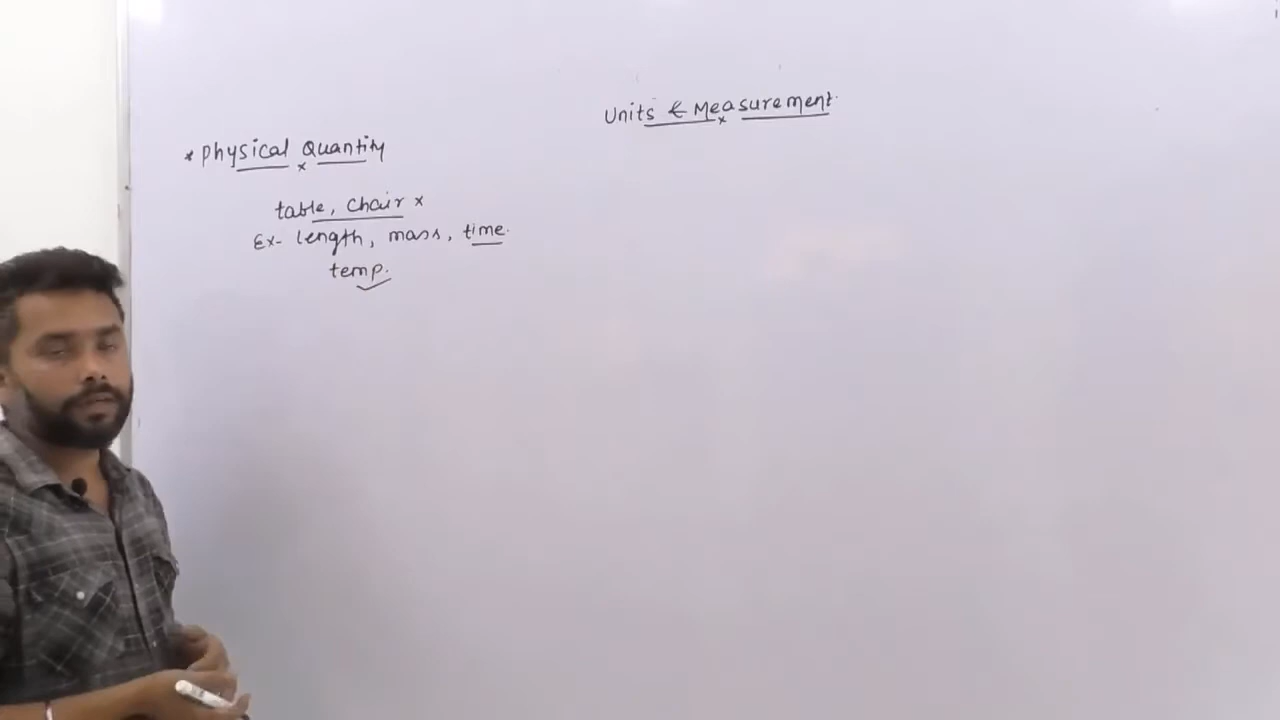 Units & Measurement
* Physical Quantity
table, chair ×
Ex- length, mass, time.
temp.